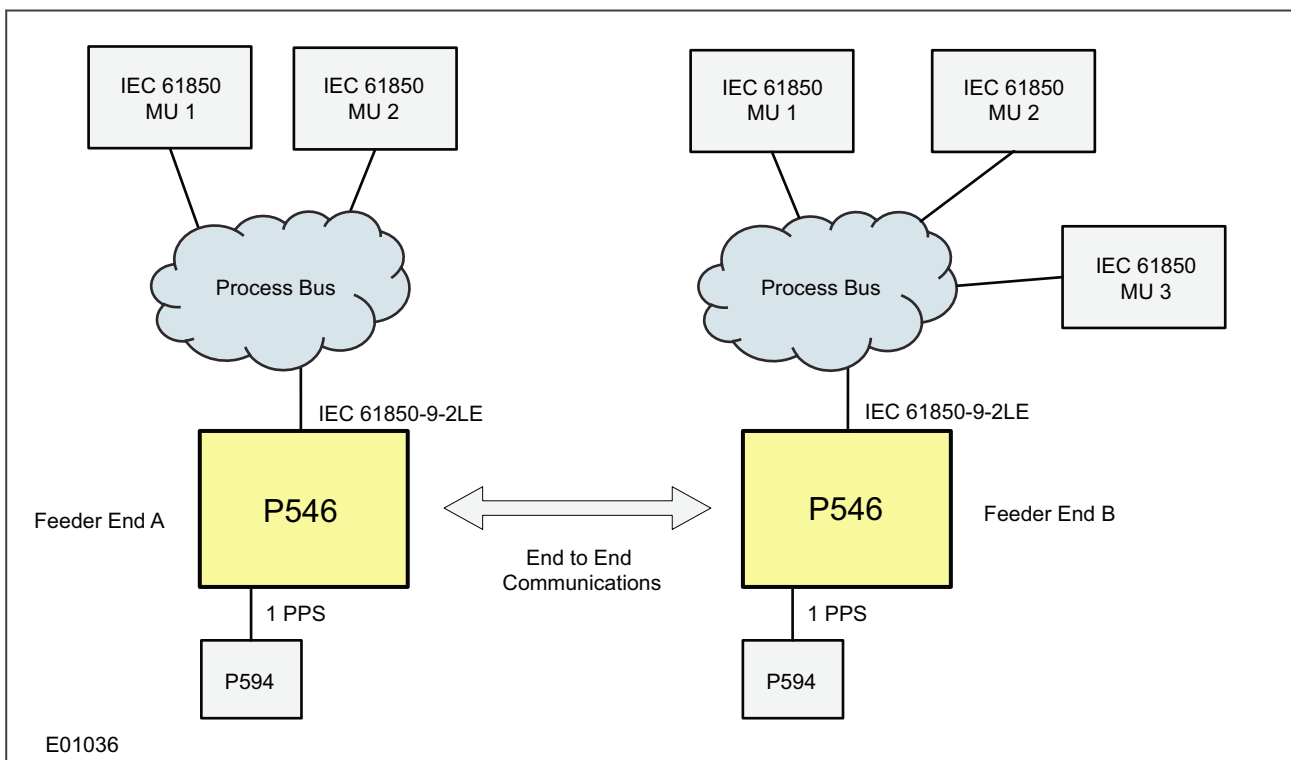 IEC 61850
MU 1
IEC 61850
MU 2
IEC 61850
MU 1
IEC 61850
MU 2
Process Bus
Process Bus
IEC 61850
MU 3
IEC 61850-9-2LE
IEC 61850-9-2LE
Feeder End A
P546
P546
Feeder End B
End to End
Communications
1 PPS
1 PPS
P594
P594
E01036